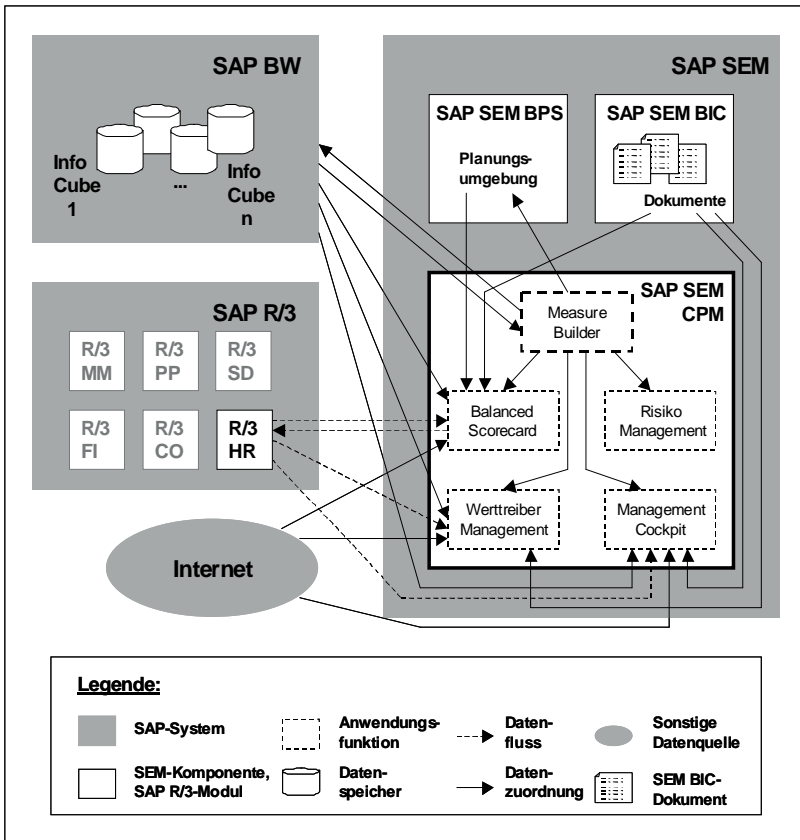 SAP BW
Info
Cube
1
...
Info
Cube
n
SAP SEM
SAP SEM BPS
Planungs-
umgebung
SAP SEM BIC
Dokumente
SAP SEM
CPM
Measure
Builder
Balanced
Scorecard
Risiko
Management
Werttreiber
Management
Management
Cockpit
SAP R/3
R/3
MM
R/3
PP
R/3
SD
R/3
FI
R/3
CO
R/3
HR
Internet
Legende:
SAP-System
Anwendungs-
funktion
Daten-
fluss
Sonstige
Datenquelle
SEM-Komponente,
SAP R/3-Modul
Daten-
speicher
Daten-
zuordnung
SEM BIC-
Dokument